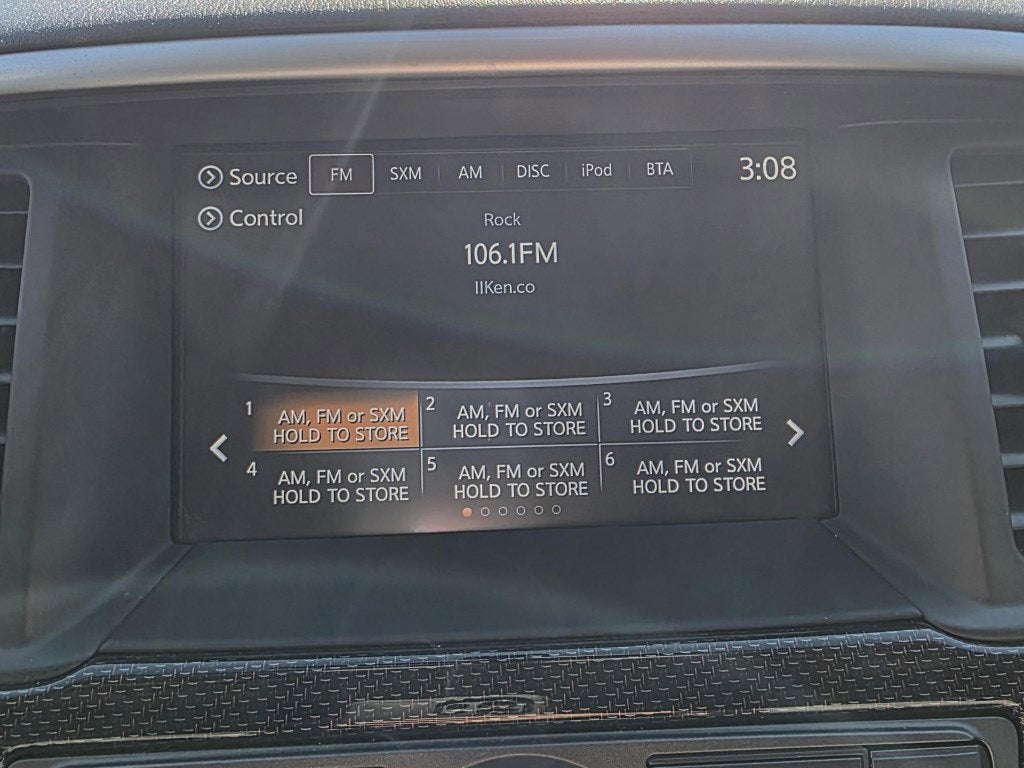 Source FM SXM AM DISC iPod BTA 3:08
Control
Rock
106.1FM
IIKen.co
1 AM, FM or SXM
HOLD TO STORE
2 AM, FM or SXM
HOLD TO STORE
3 AM, FM or SXM
HOLD TO STORE
4 AM, FM or SXM
HOLD TO STORE
5 AM, FM or SXM
HOLD TO STORE
6 AM, FM or SXM
HOLD TO STORE